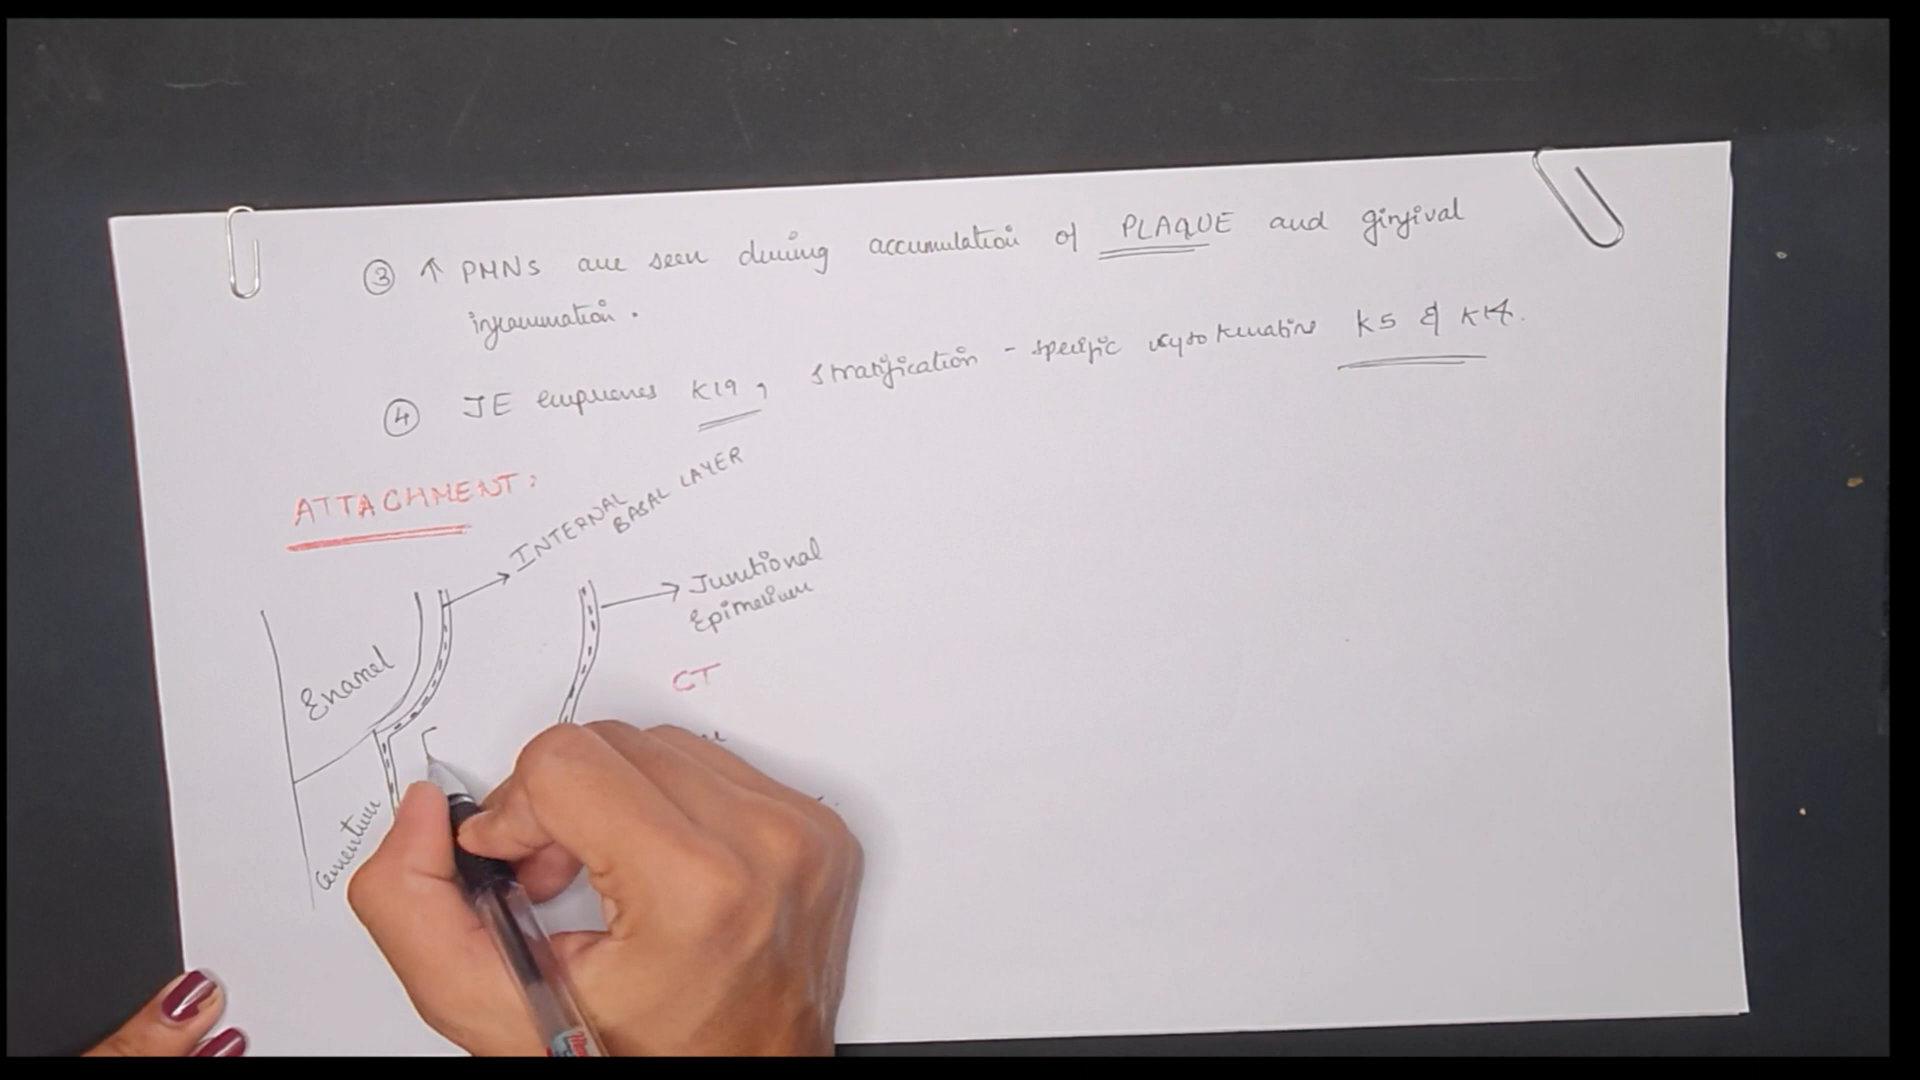 ③ ↑ PMNs are seen during accumulation of PLAQUE and gingival
inflammation.
④ JE expresses K19, stratification - specific cytokeratins K5 & K14.
ATTACHMENT:
INTERNAL
BASAL LAYER
Junctional
Epithelium
CT
Enamel
Cementum